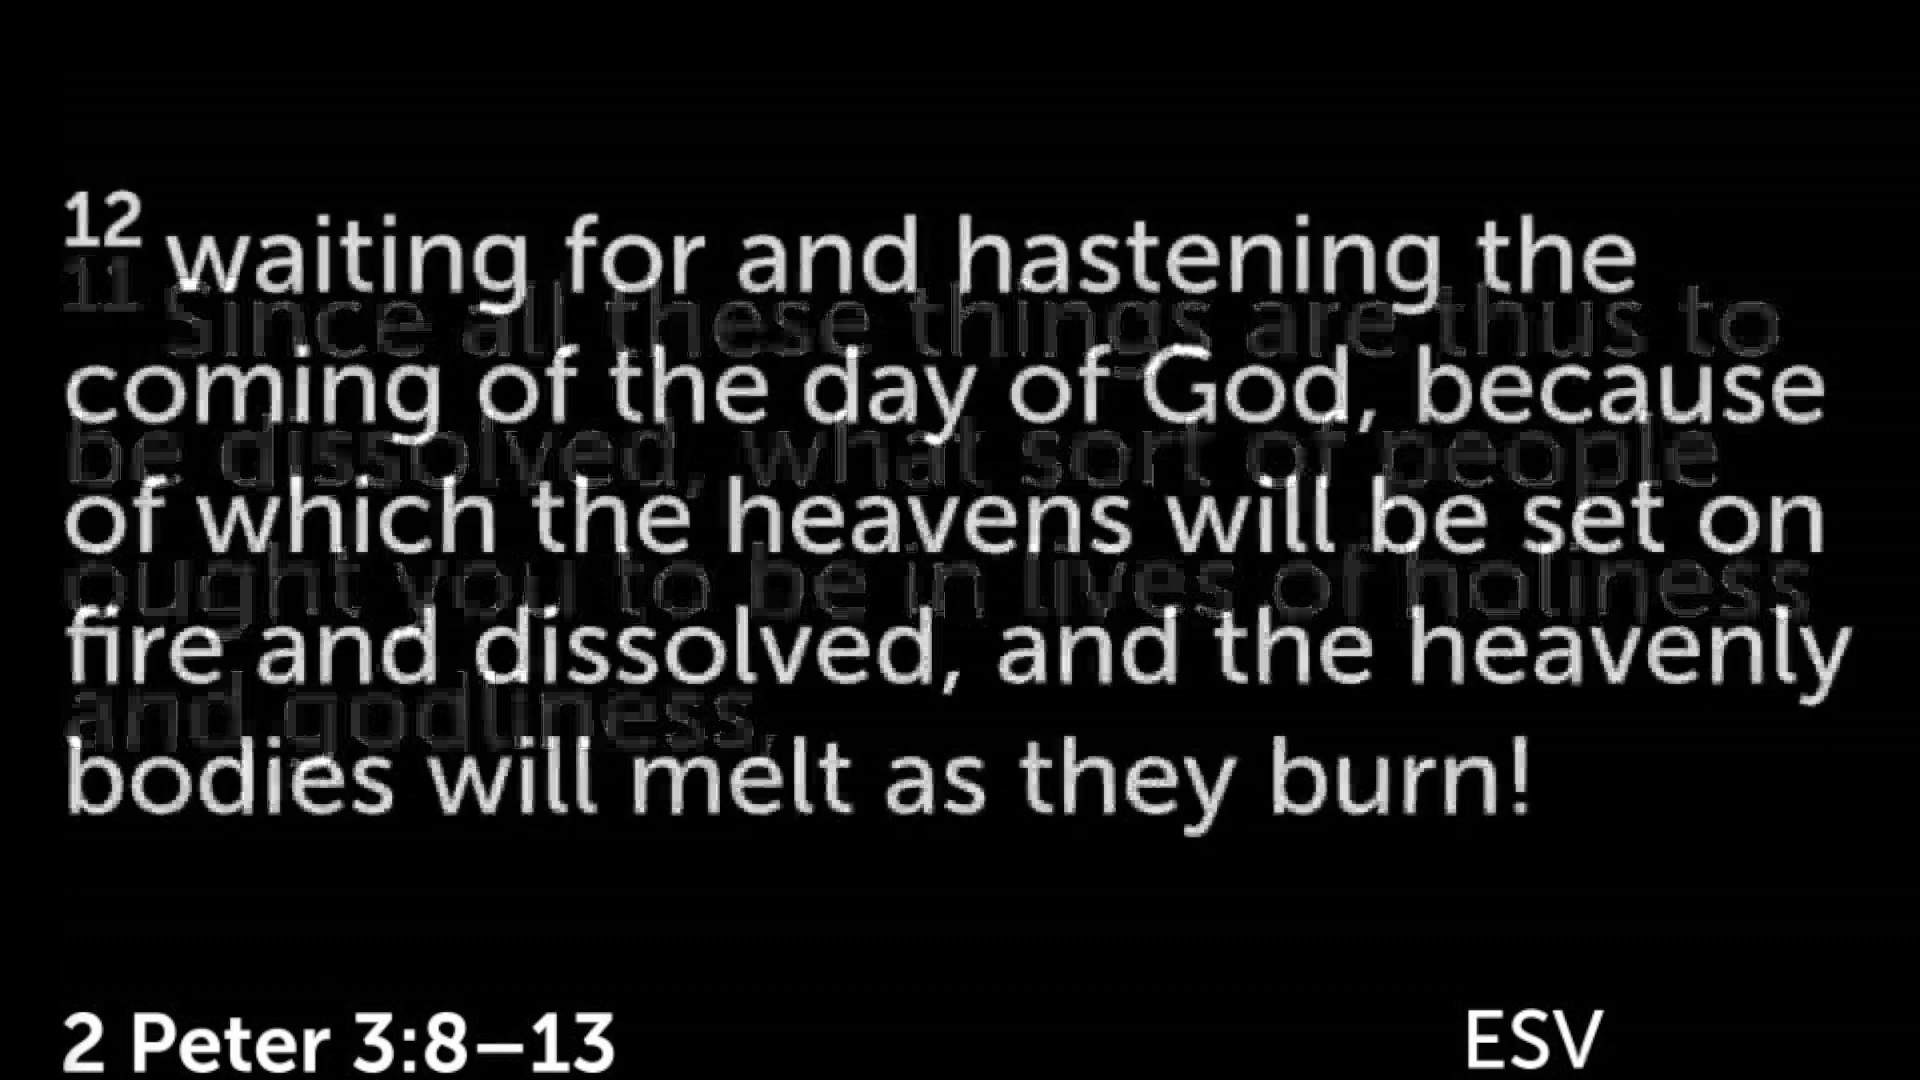 12 waiting for and hastening the
11 Since all these things are thus to
coming of the day of God, because
be dissolved, what sort of people
of which the heavens will be set on
ought you to be in lives of holiness
fire and dissolved, and the heavenly
and godliness,
bodies will melt as they burn!
2 Peter 3:8–13
ESV